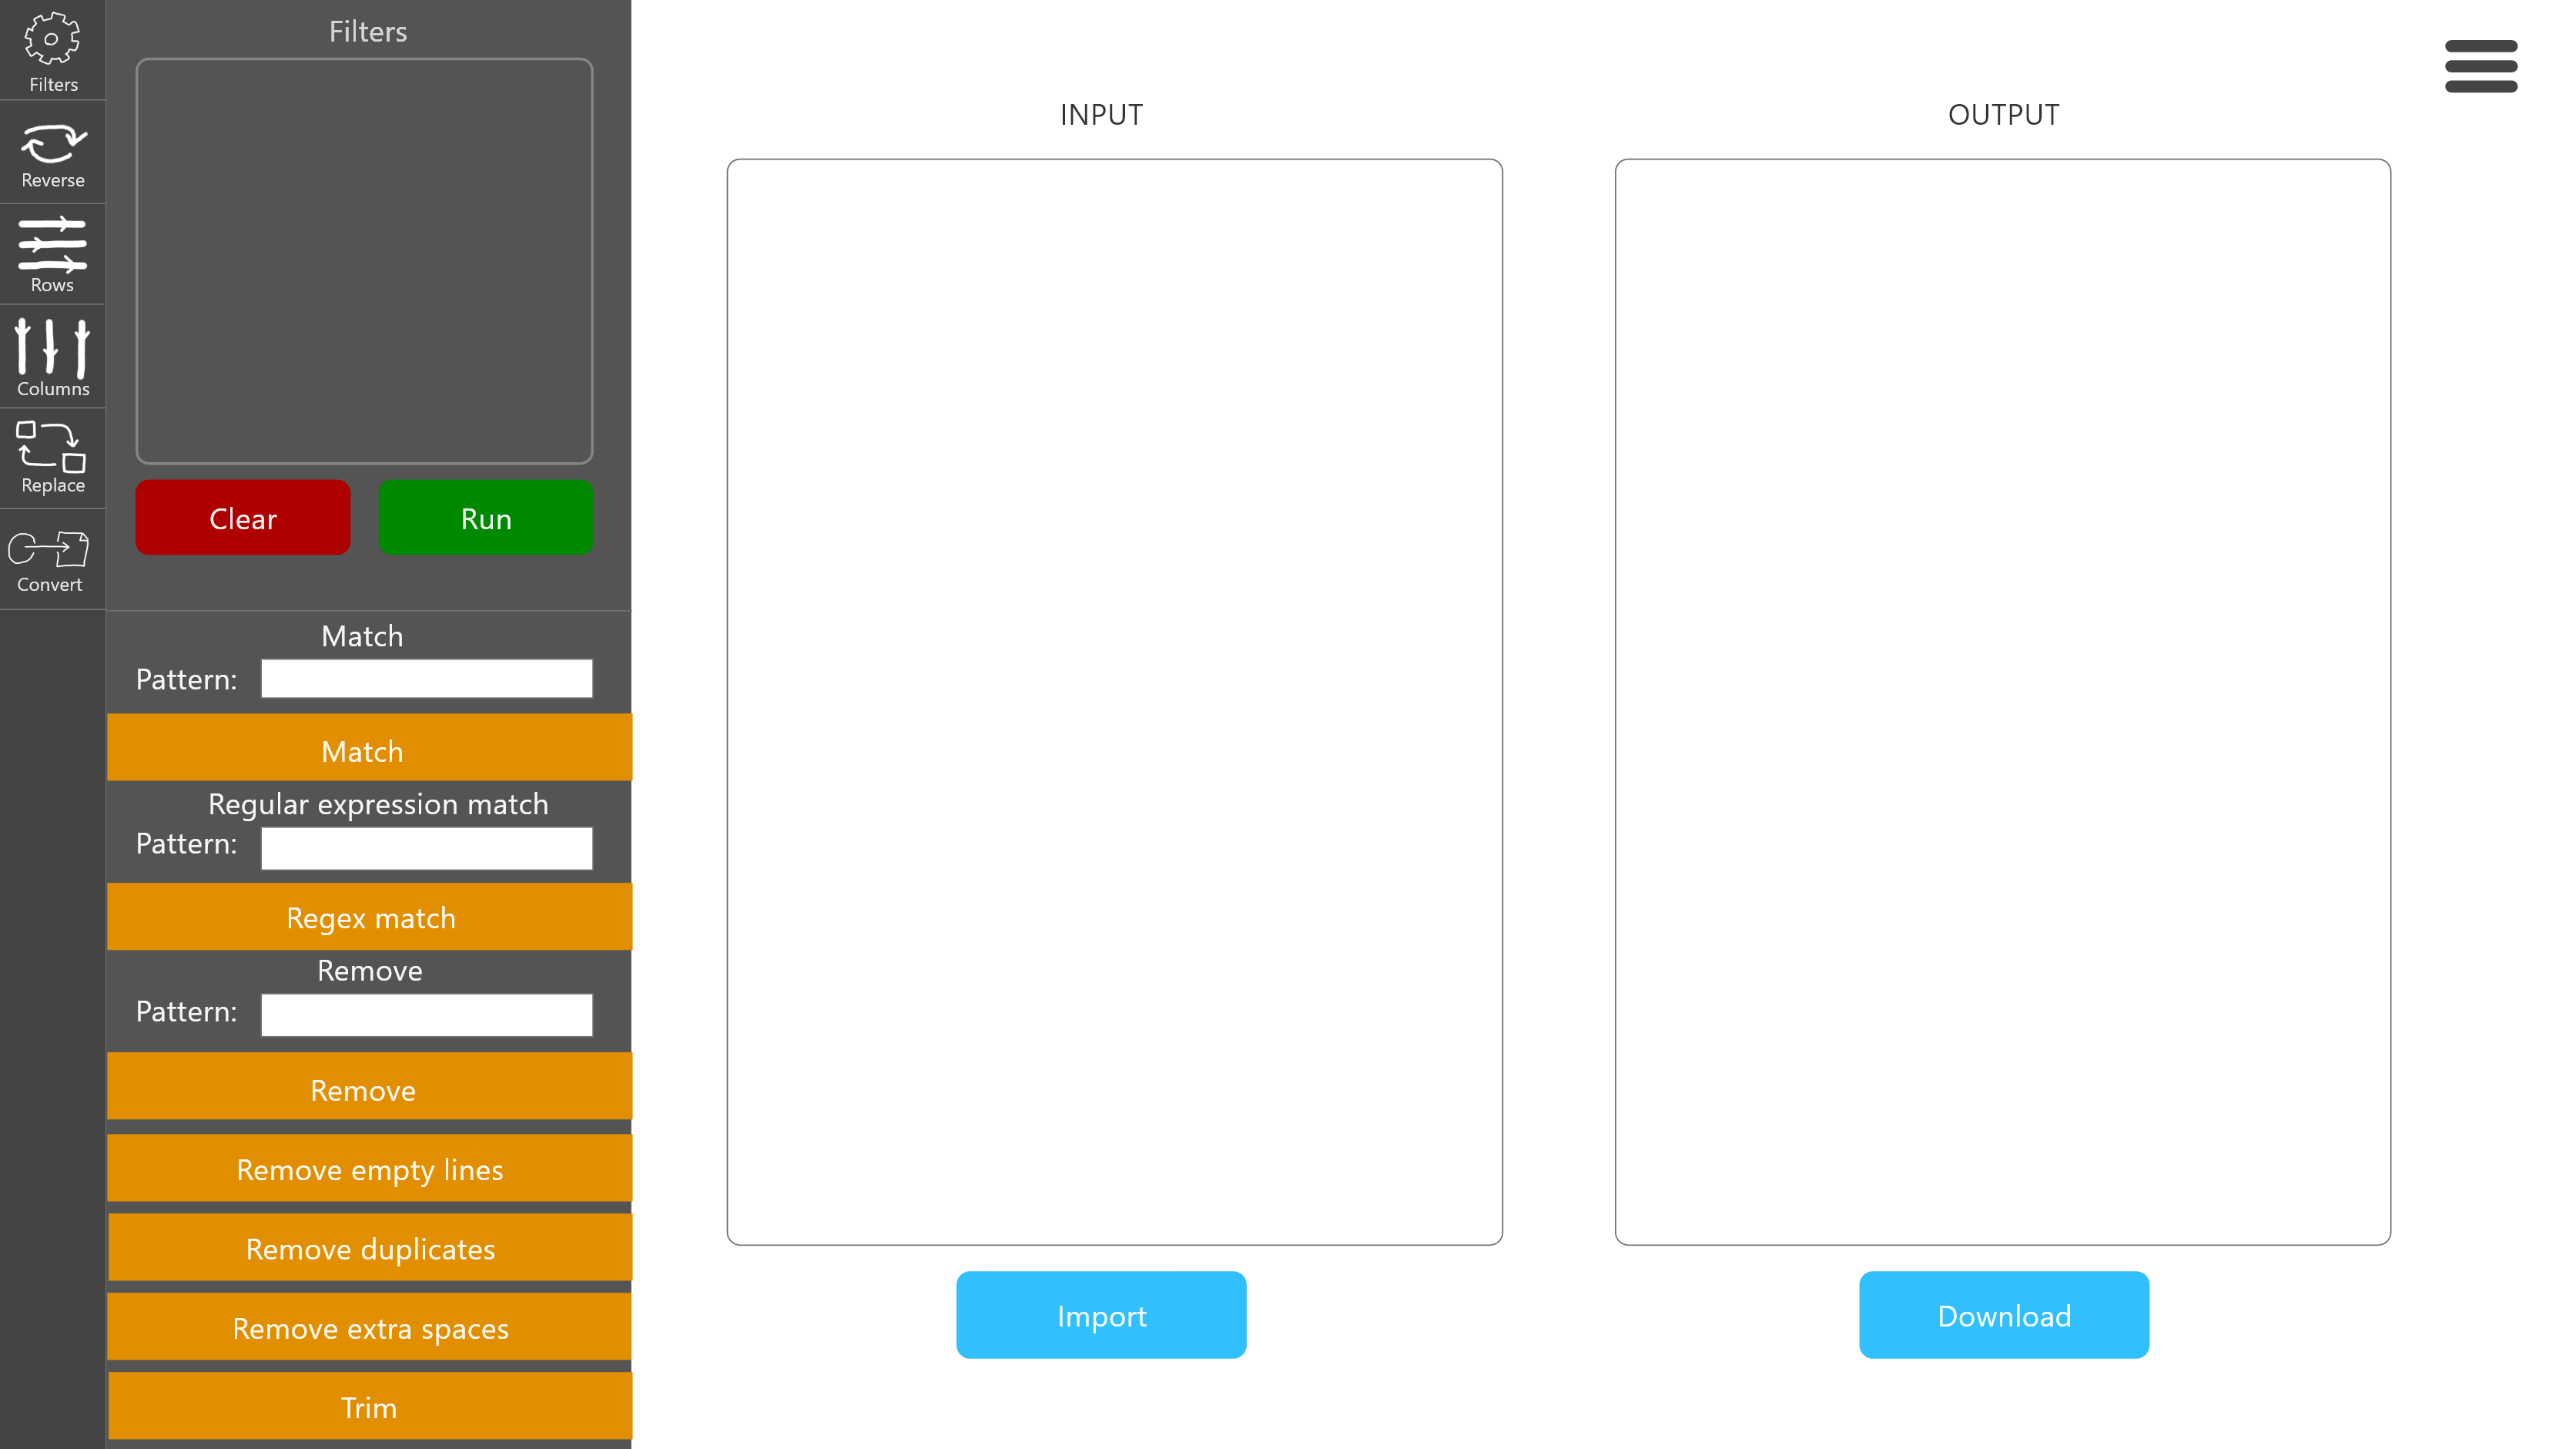 Filters
Reverse
Rows
Columns
Replace
Convert
Filters
Clear
Run
Match
Pattern:
Match
Regular expression match
Pattern:
Regex match
Remove
Pattern:
Remove
Remove empty lines
Remove duplicates
Remove extra spaces
Trim
INPUT
Import
OUTPUT
Download